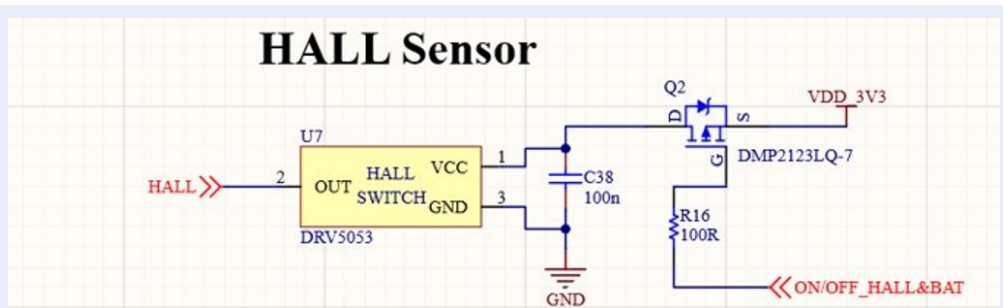 HALL Sensor
Q2
VDD_3V3
D
S
G
DMP2123LQ-7
U7
HALL
2
OUT
HALL
SWITCH
VCC
GND
1
3
DRV5053
C38
100n
R16
100R
GND
ON/OFF_HALL&BAT